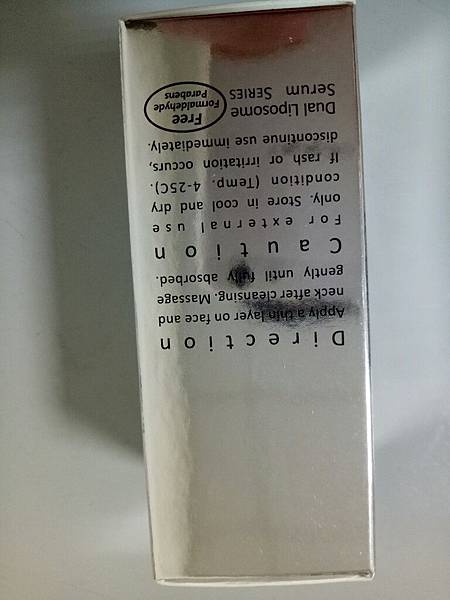 Direction
Apply a thin layer on face and
neck after cleansing. Massage
gently until fully absorbed.
Caution
For external use
only. Store in cool and dry
condition (Temp. 4-25C).
If rash or irritation occurs,
discontinue use immediately.
Dual Liposome
Serum SERIES
Free
Formaldehyde
Parabens